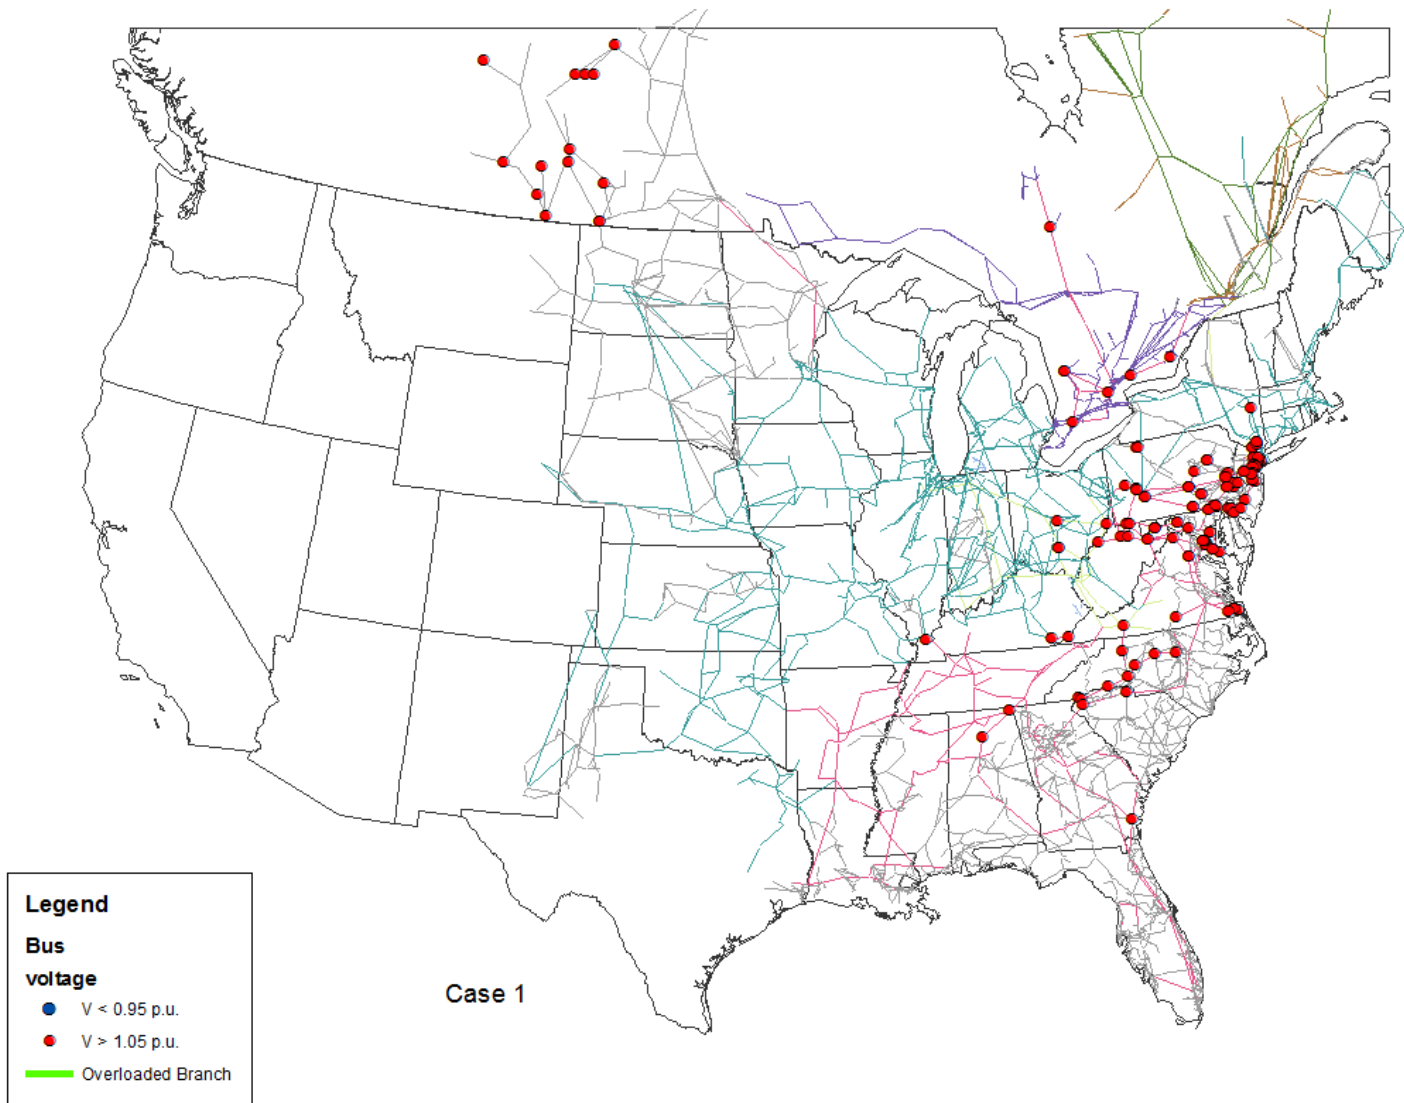 Case 1
Legend
Bus
voltage
V < 0.95 p.u.
V > 1.05 p.u.
Overloaded Branch